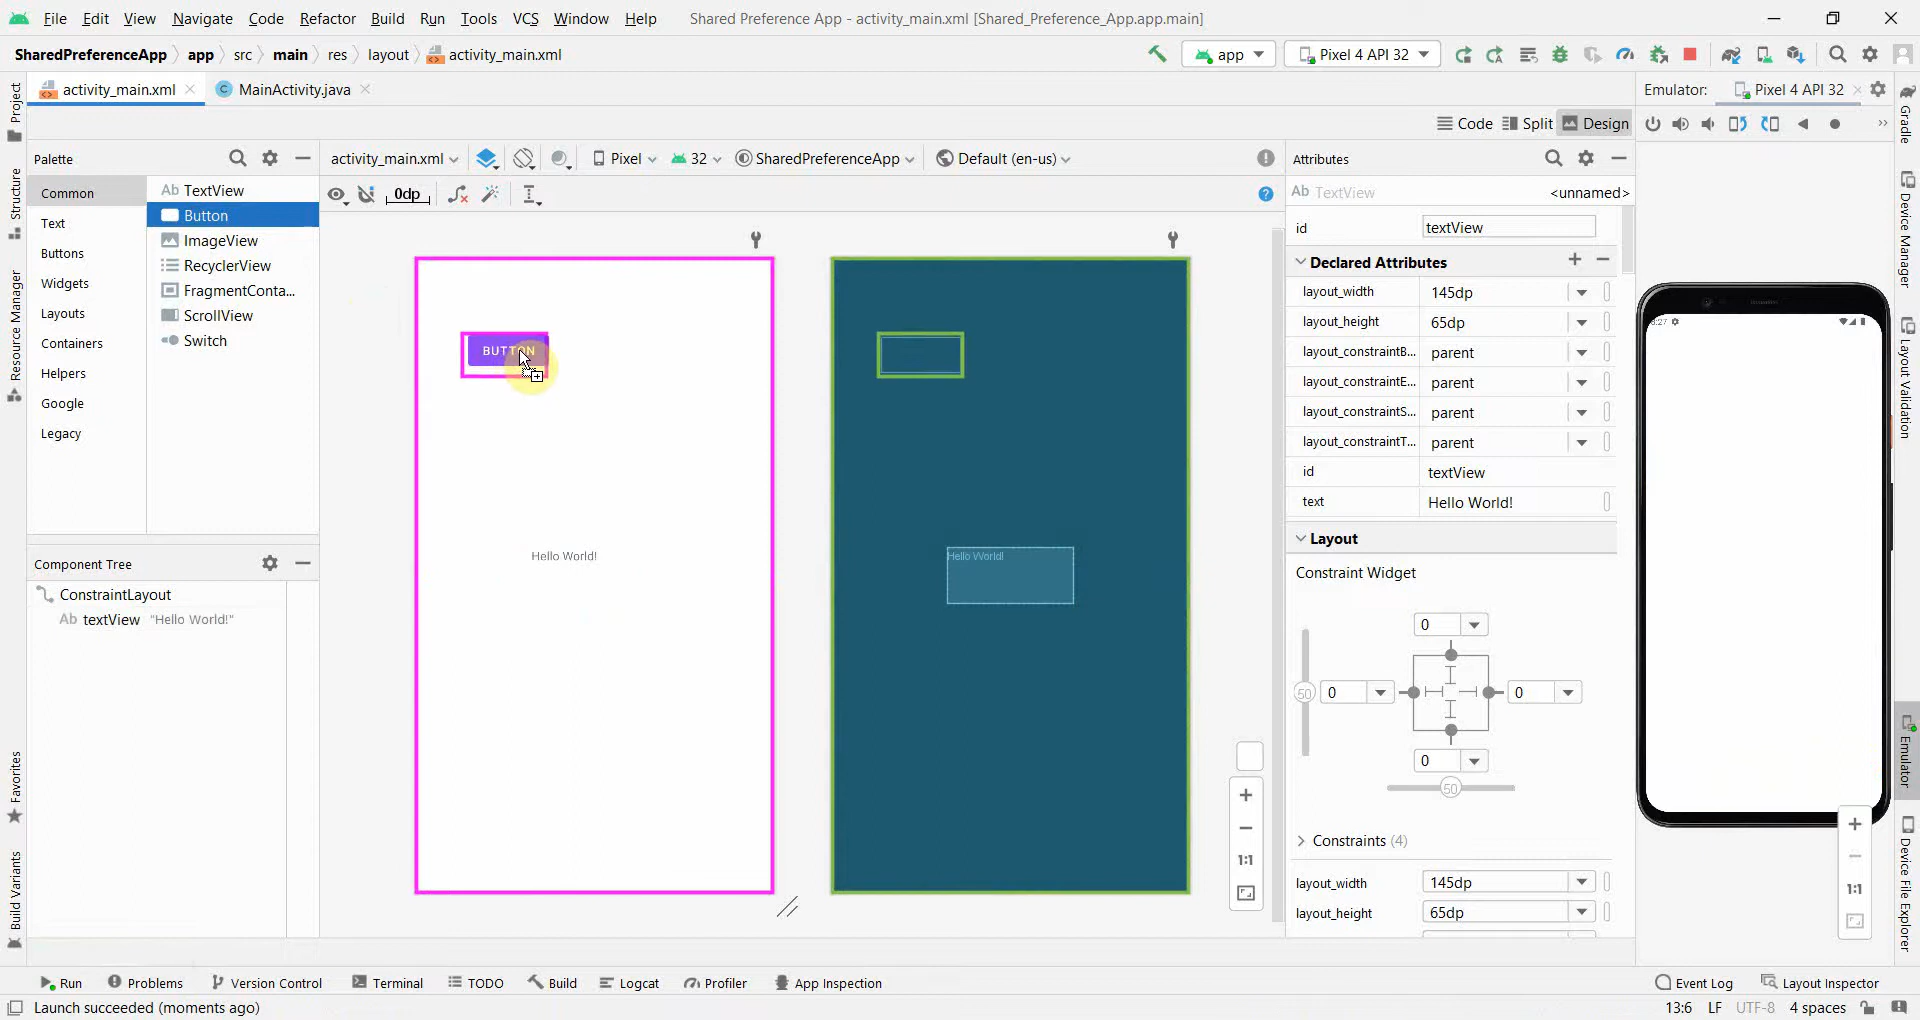 File Edit View Navigate Code Refactor Build Run Tools VCS Window Help Shared Preference App - activity_main.xml [Shared_Preference_App.app.main]
SharedPreferenceApp app src main res layout activity_main.xml app Pixel 4 API 32
activity_main.xml MainActivity.java Emulator: Pixel 4 API 32
Code Split Design
Palette activity_main.xml Pixel 32 SharedPreferenceApp Default (en-us) Attributes
Common
Text
Buttons
Widgets
Layouts
Containers
Helpers
Google
Legacy
Ab TextView
Button
ImageView
RecyclerView
FragmentConta...
ScrollView
Switch
0dp
BUTTON
Hello World!
Hello World!
Component Tree
ConstraintLayout
Ab textView "Hello World!"
Ab TextView <unnamed>
id textView
Declared Attributes
layout_width 145dp
layout_height 65dp
layout_constraintB... parent
layout_constraintE... parent
layout_constraintS... parent
layout_constraintT... parent
id textView
text Hello World!
Layout
Constraint Widget
0
50 0 0
0
50
Constraints (4)
layout_width 145dp
layout_height 65dp
1:1
8:27
1:1
Project
Structure
Resource Manager
Favorites
Build Variants
Gradle
Device Manager
Layout Validation
Emulator
Device File Explorer
Run Problems Version Control Terminal TODO Build Logcat Profiler App Inspection Event Log Layout Inspector
Launch succeeded (moments ago) 13:6 LF UTF-8 4 spaces